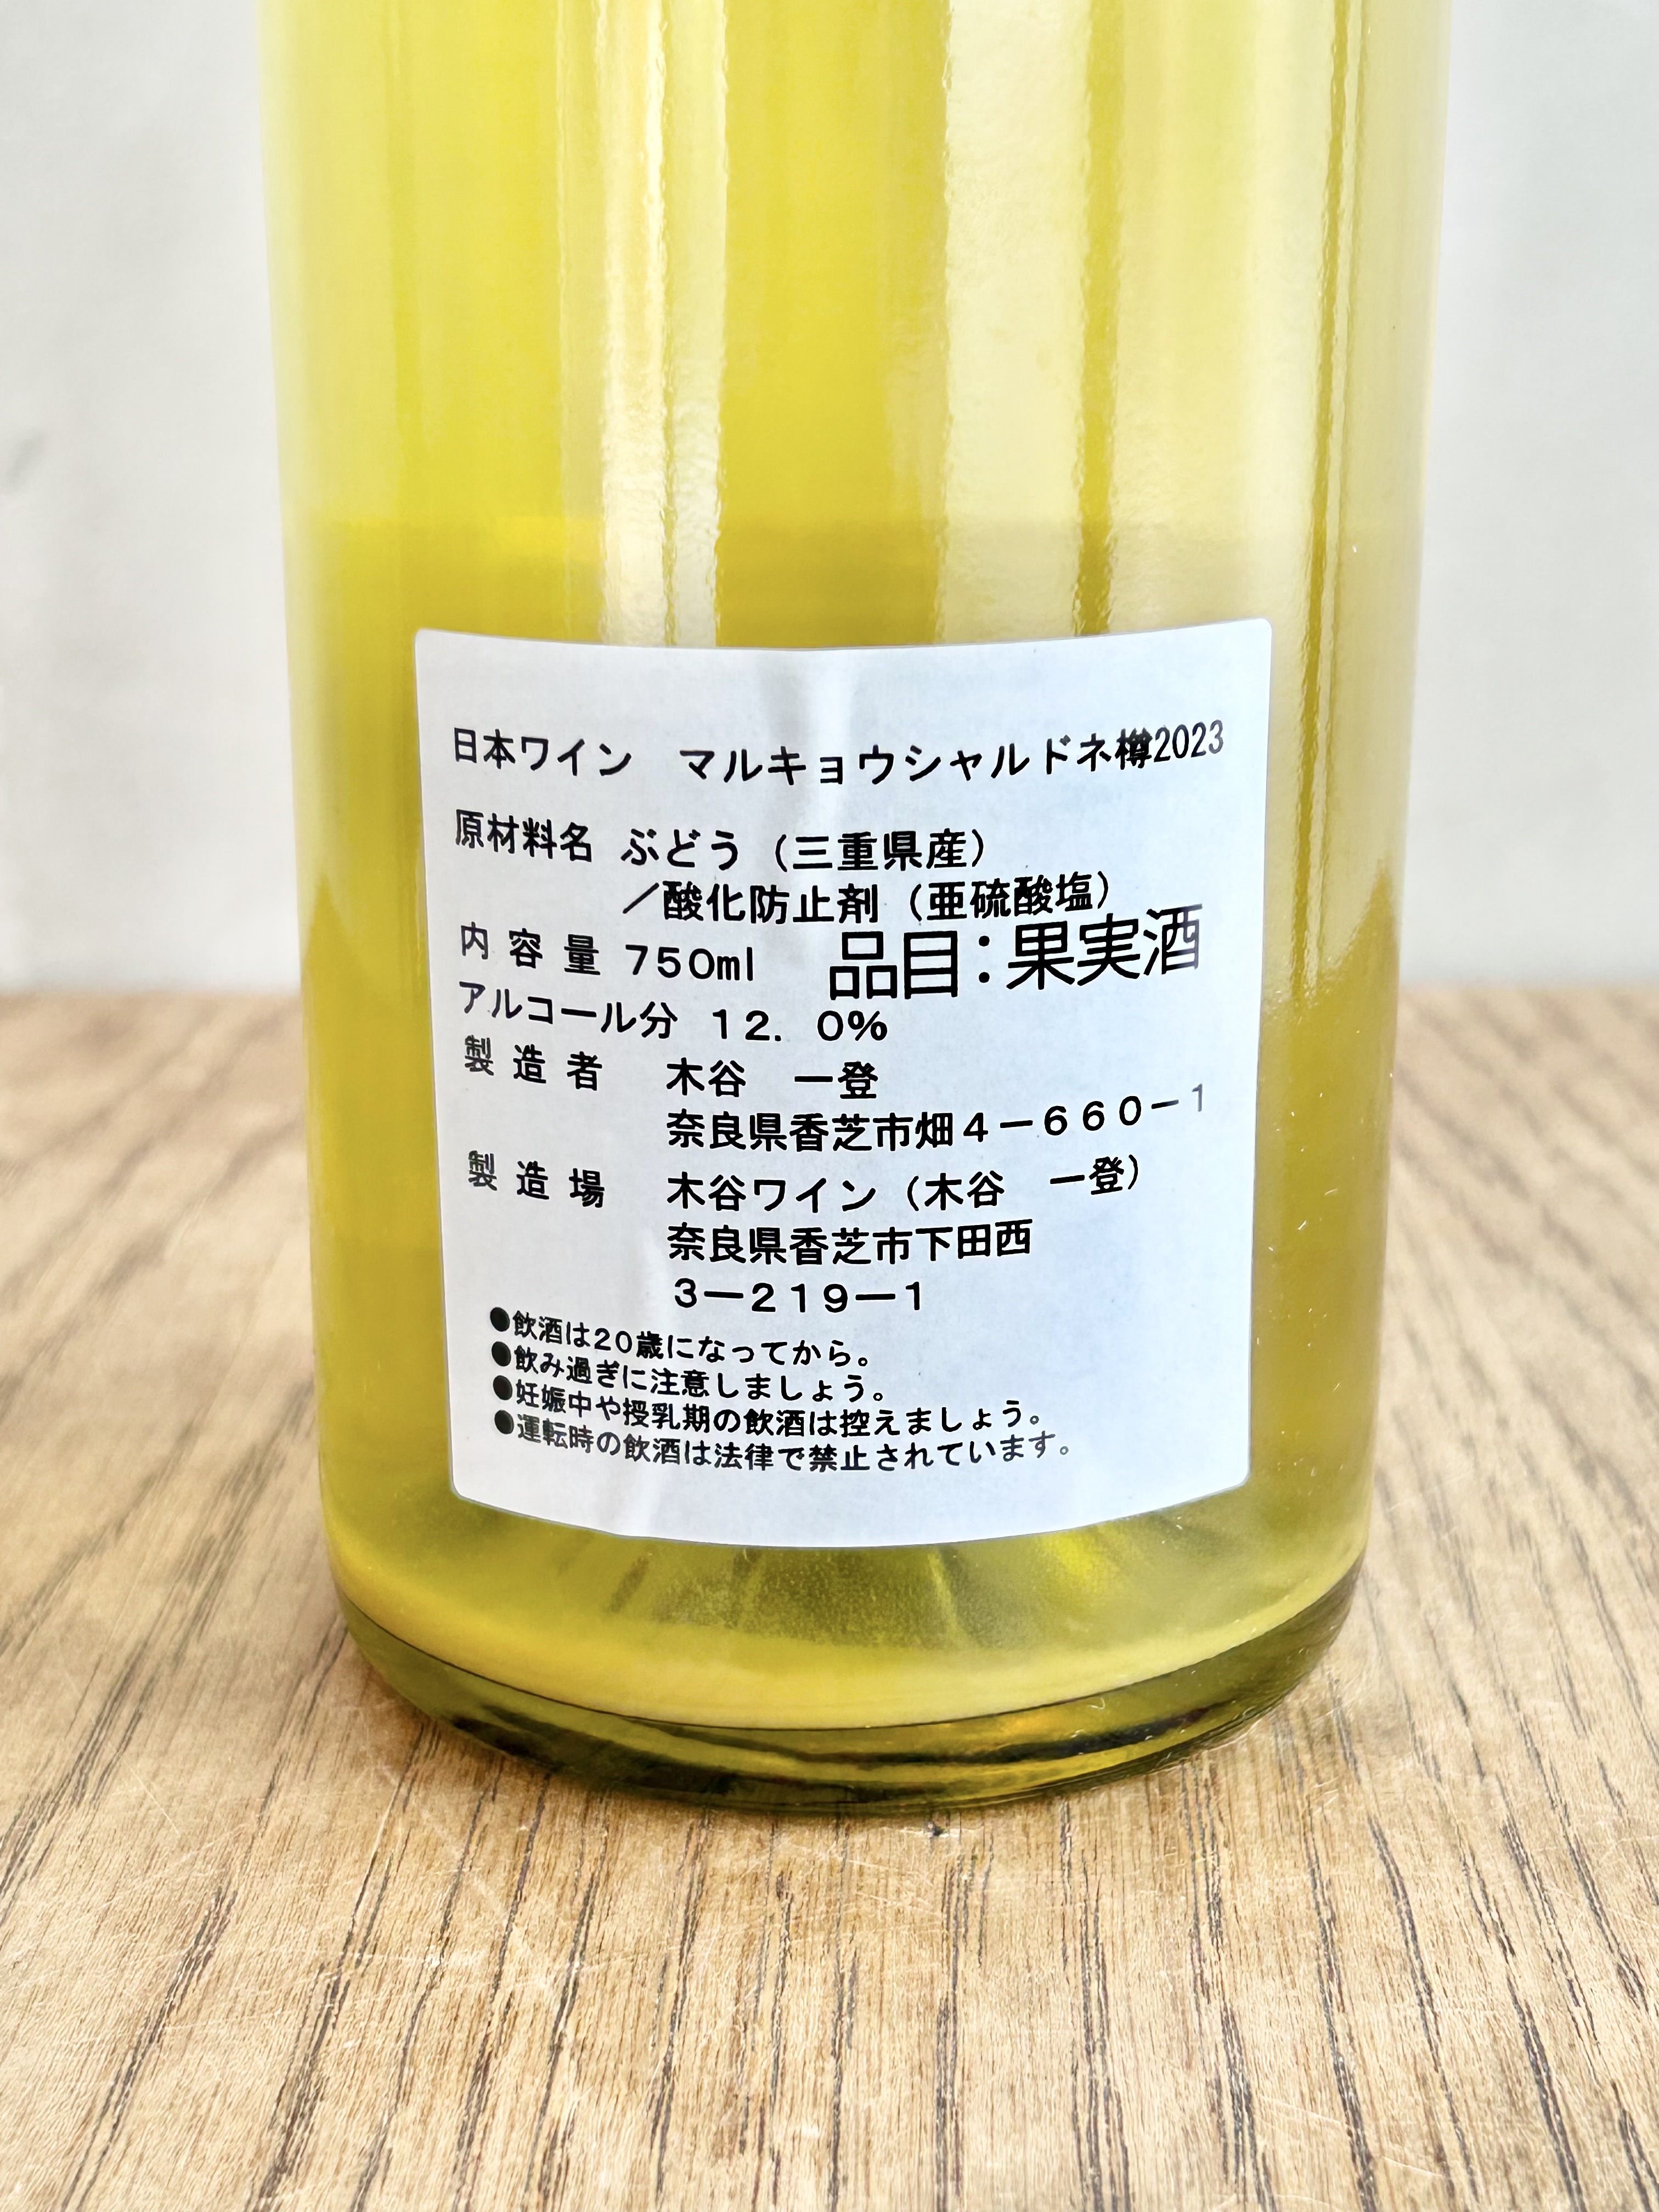 日本ワイン　マルキョウシャルドネ樽2023
原材料名 ぶどう（三重県産）
／酸化防止剤（亜硫酸塩）
内 容 量 750ml　品目：果実酒
アルコール分 12. 0%
製 造 者　木谷　一登
奈良県香芝市畑4－660－1
製 造 場　木谷ワイン（木谷　一登）
奈良県香芝市下田西
3－219－1
●飲酒は20歳になってから。
●飲み過ぎに注意しましょう。
●妊娠中や授乳期の飲酒は控えましょう。
●運転時の飲酒は法律で禁止されています。